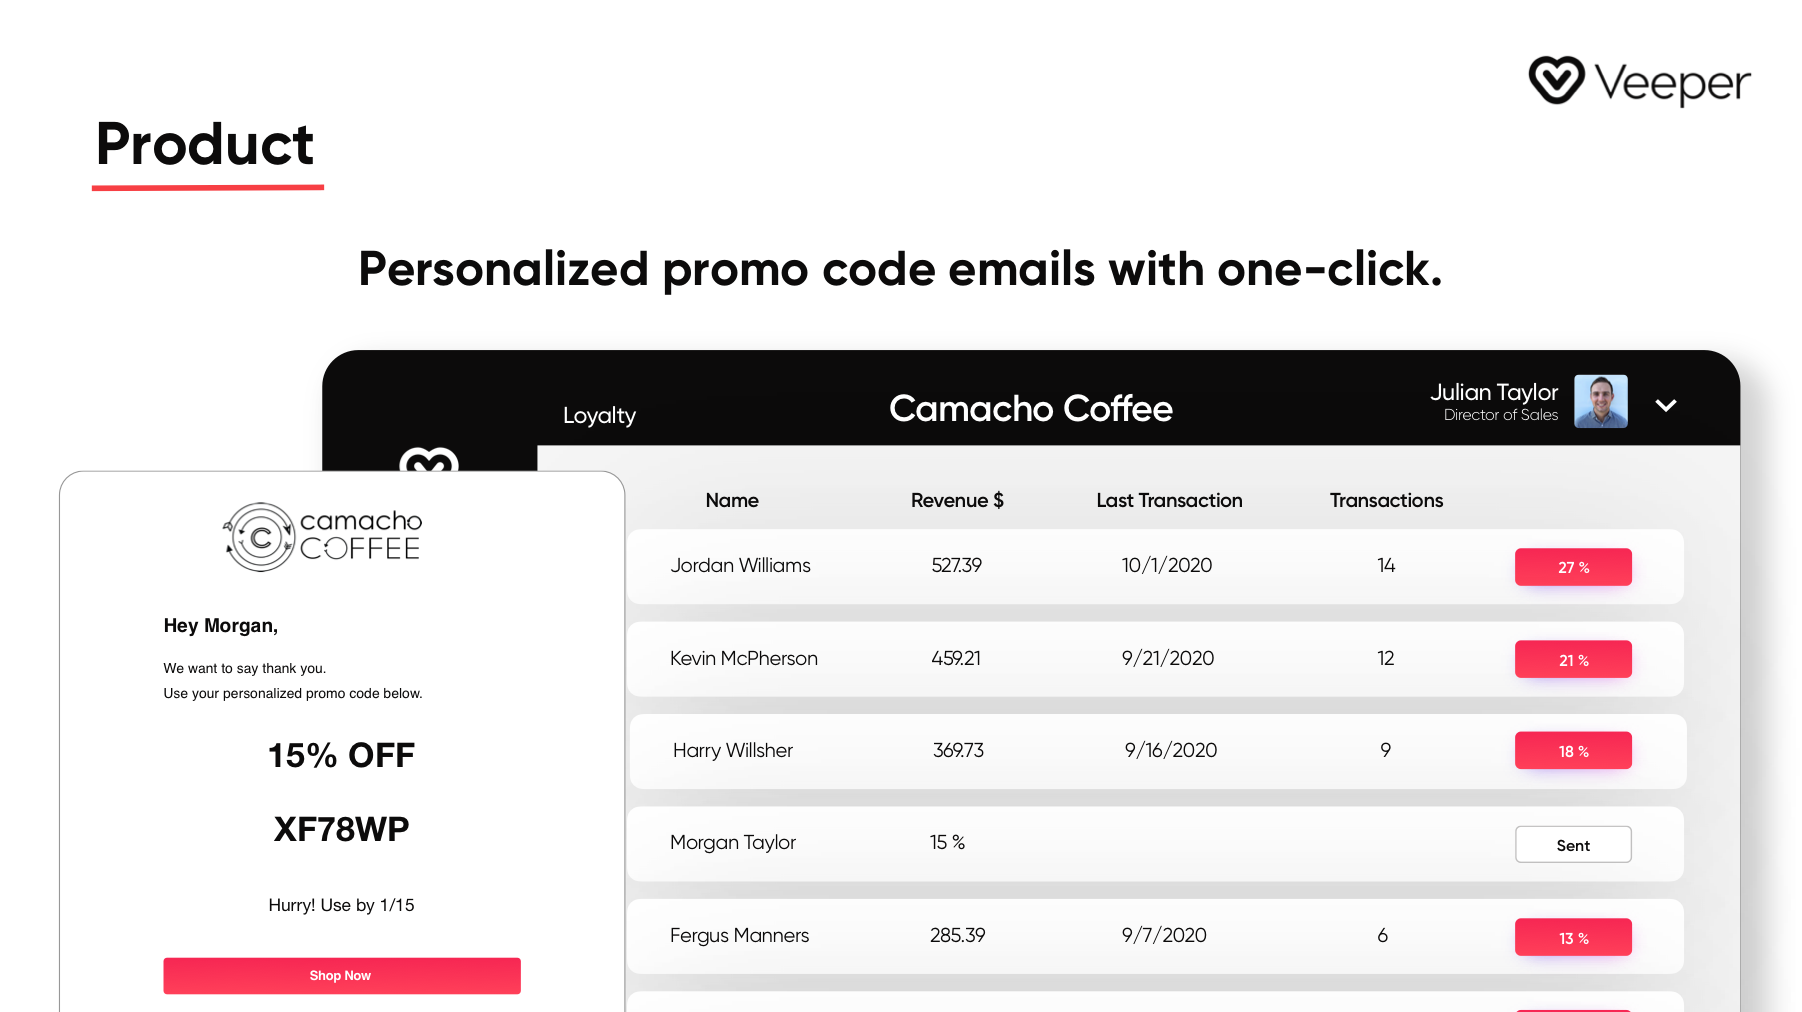 Veeper
Product
Personalized promo code emails with one-click.
Loyalty
Camacho Coffee
Julian Taylor
Director of Sales
Name Revenue $ Last Transaction Transactions
Jordan Williams 527.39 10/1/2020 14 27 %
Kevin McPherson 459.21 9/21/2020 12 21 %
Harry Willsher 369.73 9/16/2020 9 18 %
Morgan Taylor 15 % Sent
Fergus Manners 285.39 9/7/2020 6 13 %
C
camacho
COFFEE
Hey Morgan,
We want to say thank you.
Use your personalized promo code below.
15% OFF
XF78WP
Hurry! Use by 1/15
Shop Now